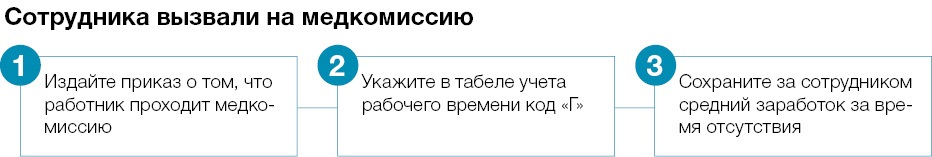 Сотрудника вызвали на медкомиссию
1
Издайте приказ о том, что
работник проходит медко-
миссию
2
Укажите в табеле учета
рабочего времени код «Г»
3
Сохраните за сотрудником
средний заработок за вре-
мя отсутствия